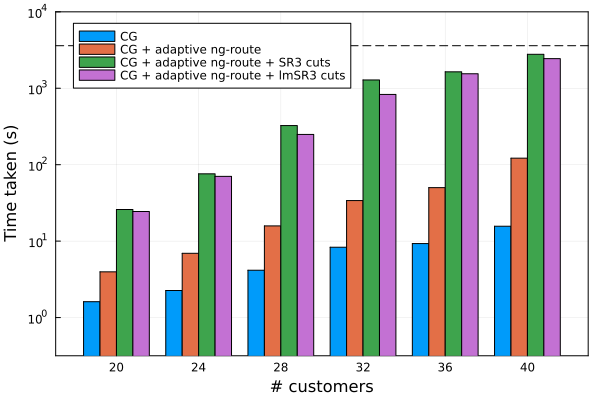 Time taken (s)
10^4
10^3
10^2
10^1
10^0
CG
CG + adaptive ng-route
CG + adaptive ng-route + SR3 cuts
CG + adaptive ng-route + lmSR3 cuts
20 24 28 32 36 40
# customers